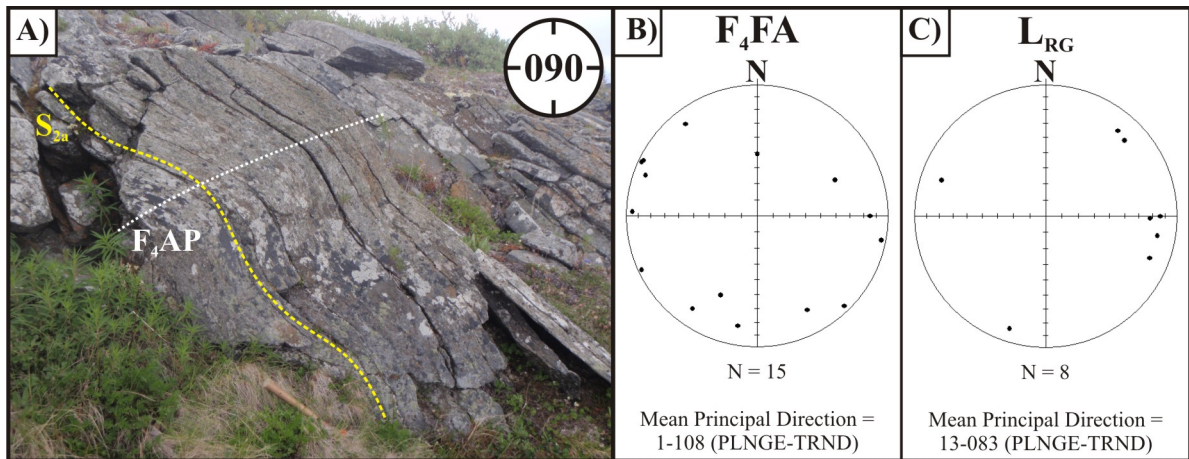 A)
090
S2a
F4AP
B)
F4FA
N
N = 15
Mean Principal Direction =
1-108 (PLNGE-TRND)
C)
LRG
N
N = 8
Mean Principal Direction =
13-083 (PLNGE-TRND)